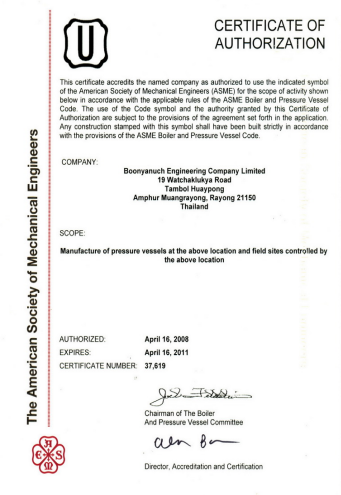 U
CERTIFICATE OF
AUTHORIZATION
This certificate accredits the named company as authorized to use the indicated symbol
of the American Society of Mechanical Engineers (ASME) for the scope of activity shown
below in accordance with the applicable rules of the ASME Boiler and Pressure Vessel
Code. The use of the Code symbol and the authority granted by this Certificate of
Authorization are subject to the provisions of the agreement set forth in the application.
Any construction stamped with this symbol shall have been built strictly in accordance
with the provisions of the ASME Boiler and Pressure Vessel Code.
COMPANY:
Boonyanuch Engineering Company Limited
19 Watchaklukya Road
Tambol Huaypong
Amphur Muangrayong, Rayong 21150
Thailand
SCOPE:
Manufacture of pressure vessels at the above location and field sites controlled by
the above location
AUTHORIZED: April 16, 2008
EXPIRES: April 16, 2011
CERTIFICATE NUMBER: 37,619
Chairman of The Boiler
And Pressure Vessel Committee
Director, Accreditation and Certification
The American Society of Mechanical Engineers
A
S
M
E